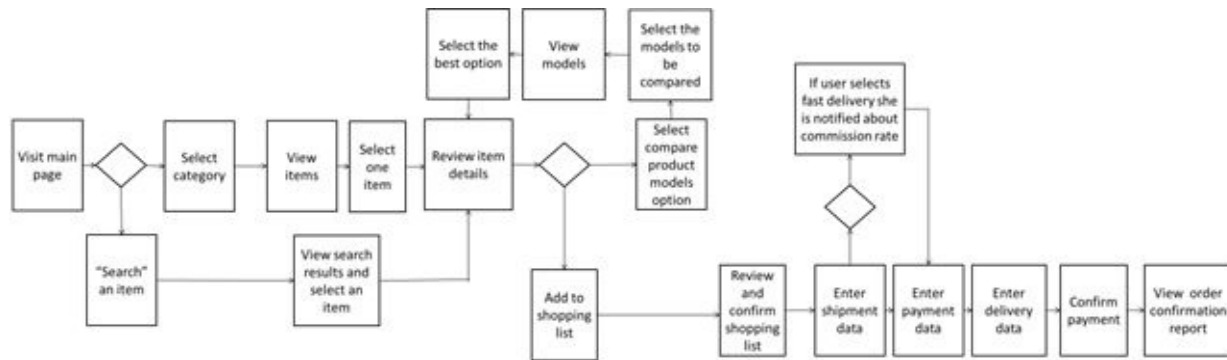 Select the
best option
View
models
Select the
models to
be
compared
If user selects
fast delivery she
is notified about
commission rate
Visit main
page
Select
category
View
items
Select
one
item
Review item
details
Select
compare
product
models
option
"Search"
an item
View search
results and
select an
item
Add to
shopping
list
Review
and
confirm
shopping
list
Enter
shipment
data
Enter
payment
data
Enter
delivery
data
Confirm
payment
View order
confirmation
report